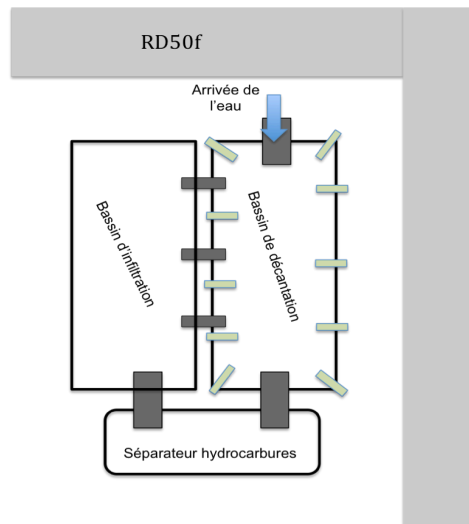 RD50f
Arrivée de
l'eau
Bassin d'infiltration
Bassin de décantation
Séparateur hydrocarbures